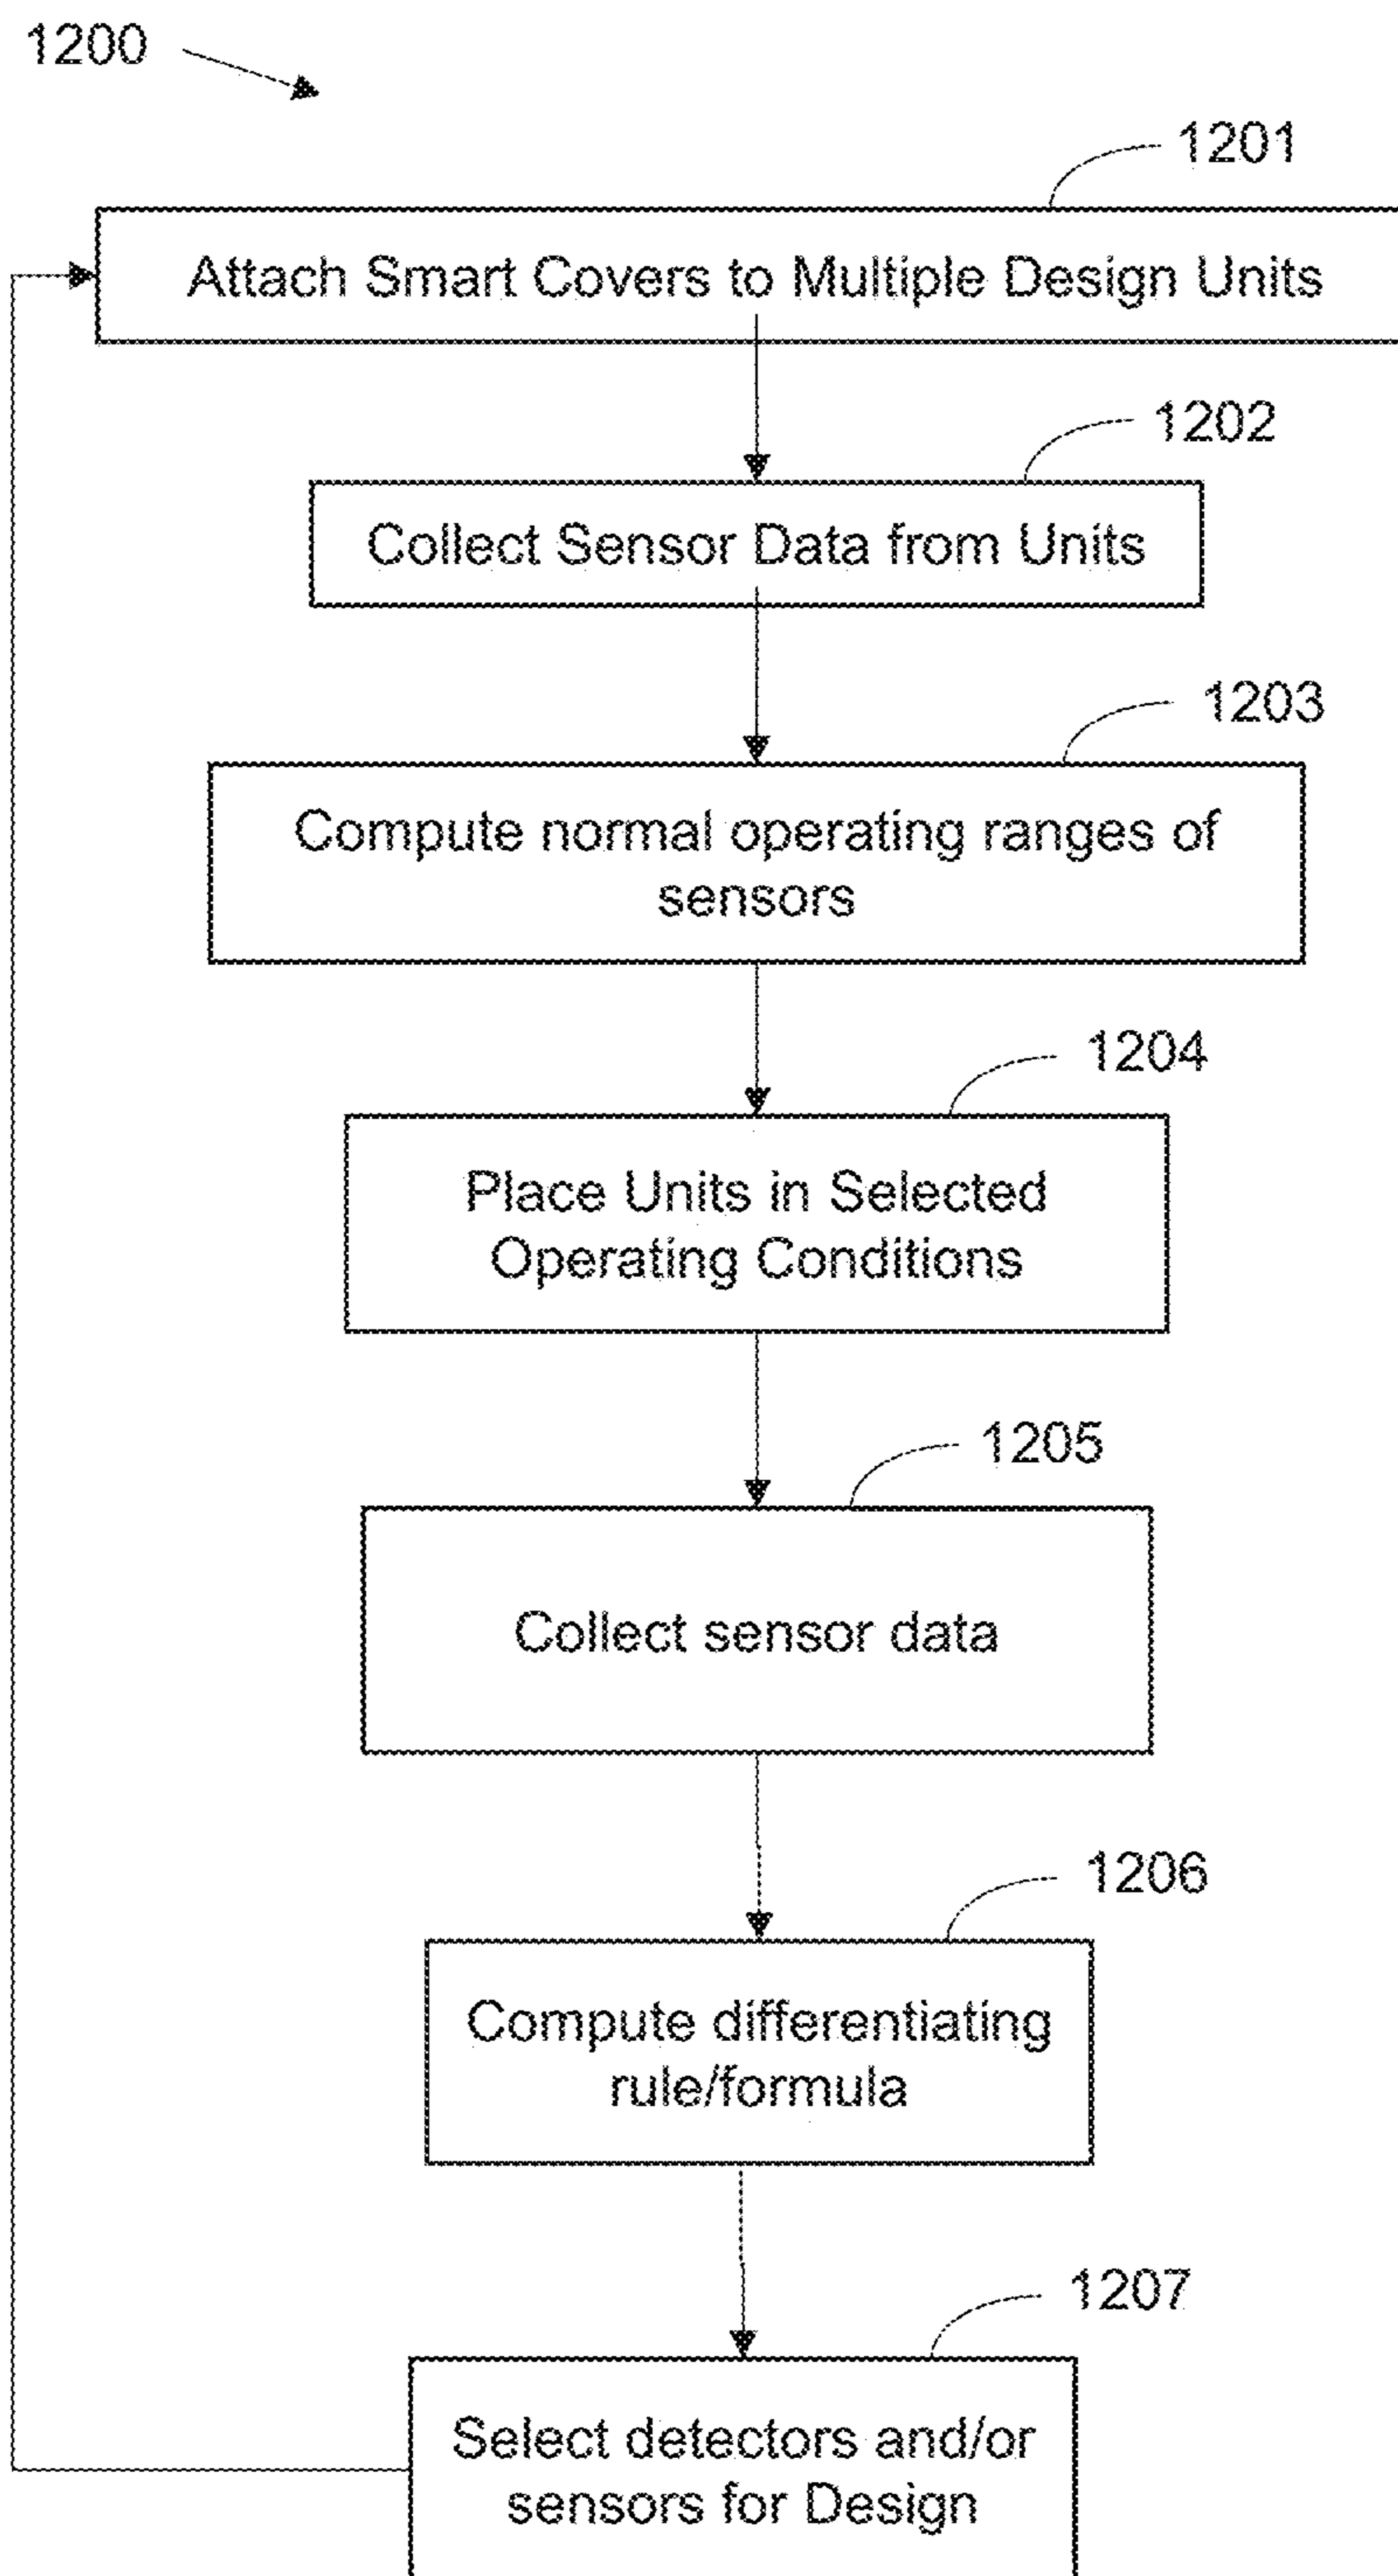 1200
1201
Attach Smart Covers to Multiple Design Units
1202
Collect Sensor Data from Units
1203
Compute normal operating ranges of
sensors
1204
Place Units in Selected
Operating Conditions
1205
Collect sensor data
1206
Compute differentiating
rule/formula
1207
Select detectors and/or
sensors for Design